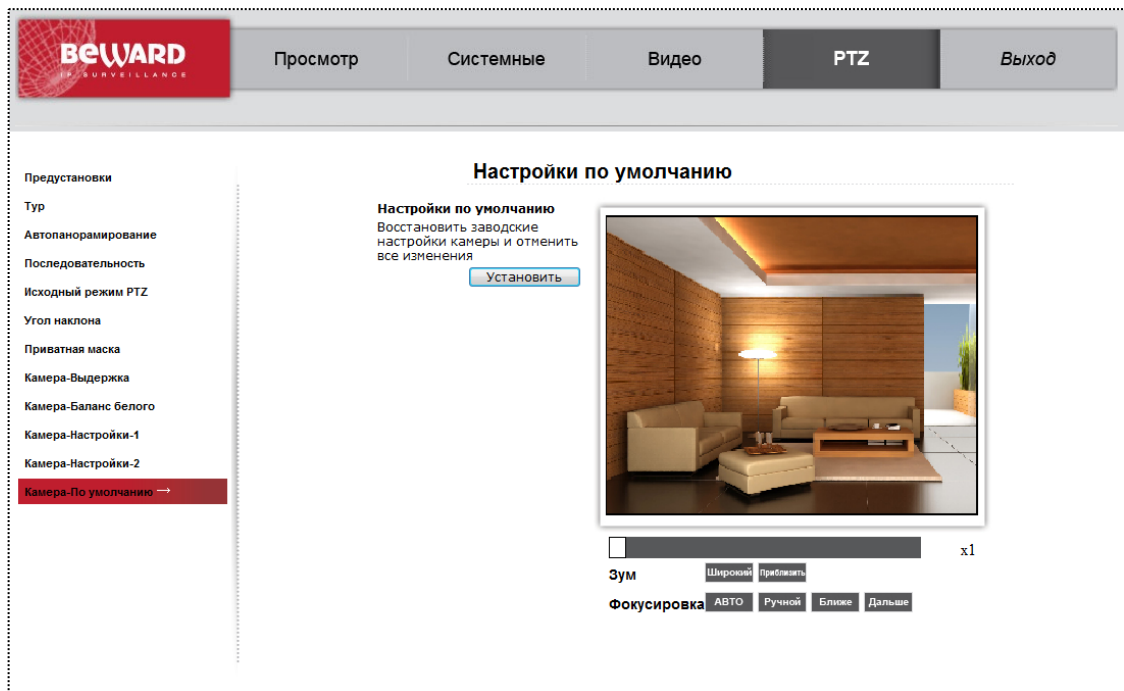 BEWARD
IP SURVEILLANCE
Просмотр
Системные
Видео
PTZ
Выход
Предустановки
Тур
Автопанорамирование
Последовательность
Исходный режим PTZ
Угол наклона
Приватная маска
Камера-Выдержка
Камера-Баланс белого
Камера-Настройки-1
Камера-Настройки-2
Камера-По умолчанию →
Настройки по умолчанию
Настройки по умолчанию
Восстановить заводские
настройки камеры и отменить
все изменения
Установить
x1
Зум
Широкий
Приблизить
Фокусировка
АВТО
Ручной
Ближе
Дальше